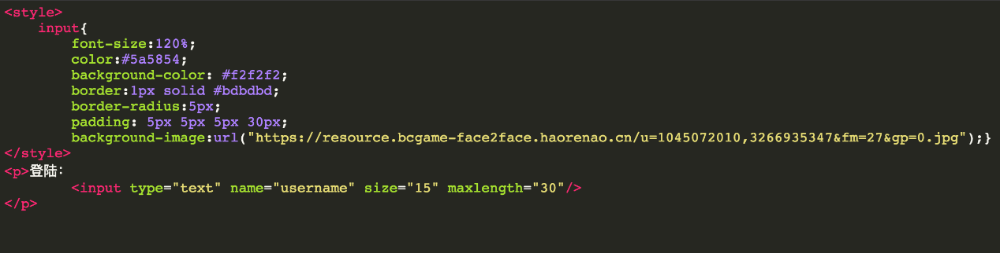 <style>
    input{
        font-size:120%;
        color:#5a5854;
        background-color: #f2f2f2;
        border:1px solid #bdbdbd;
        border-radius:5px;
        padding: 5px 5px 5px 30px;
        background-image:url("https://resource.bcgame-face2face.haorenao.cn/u=1045072010,3266935347&fm=27&gp=0.jpg");}
</style>
<p>登陆：
        <input type="text" name="username" size="15" maxlength="30"/>
</p>